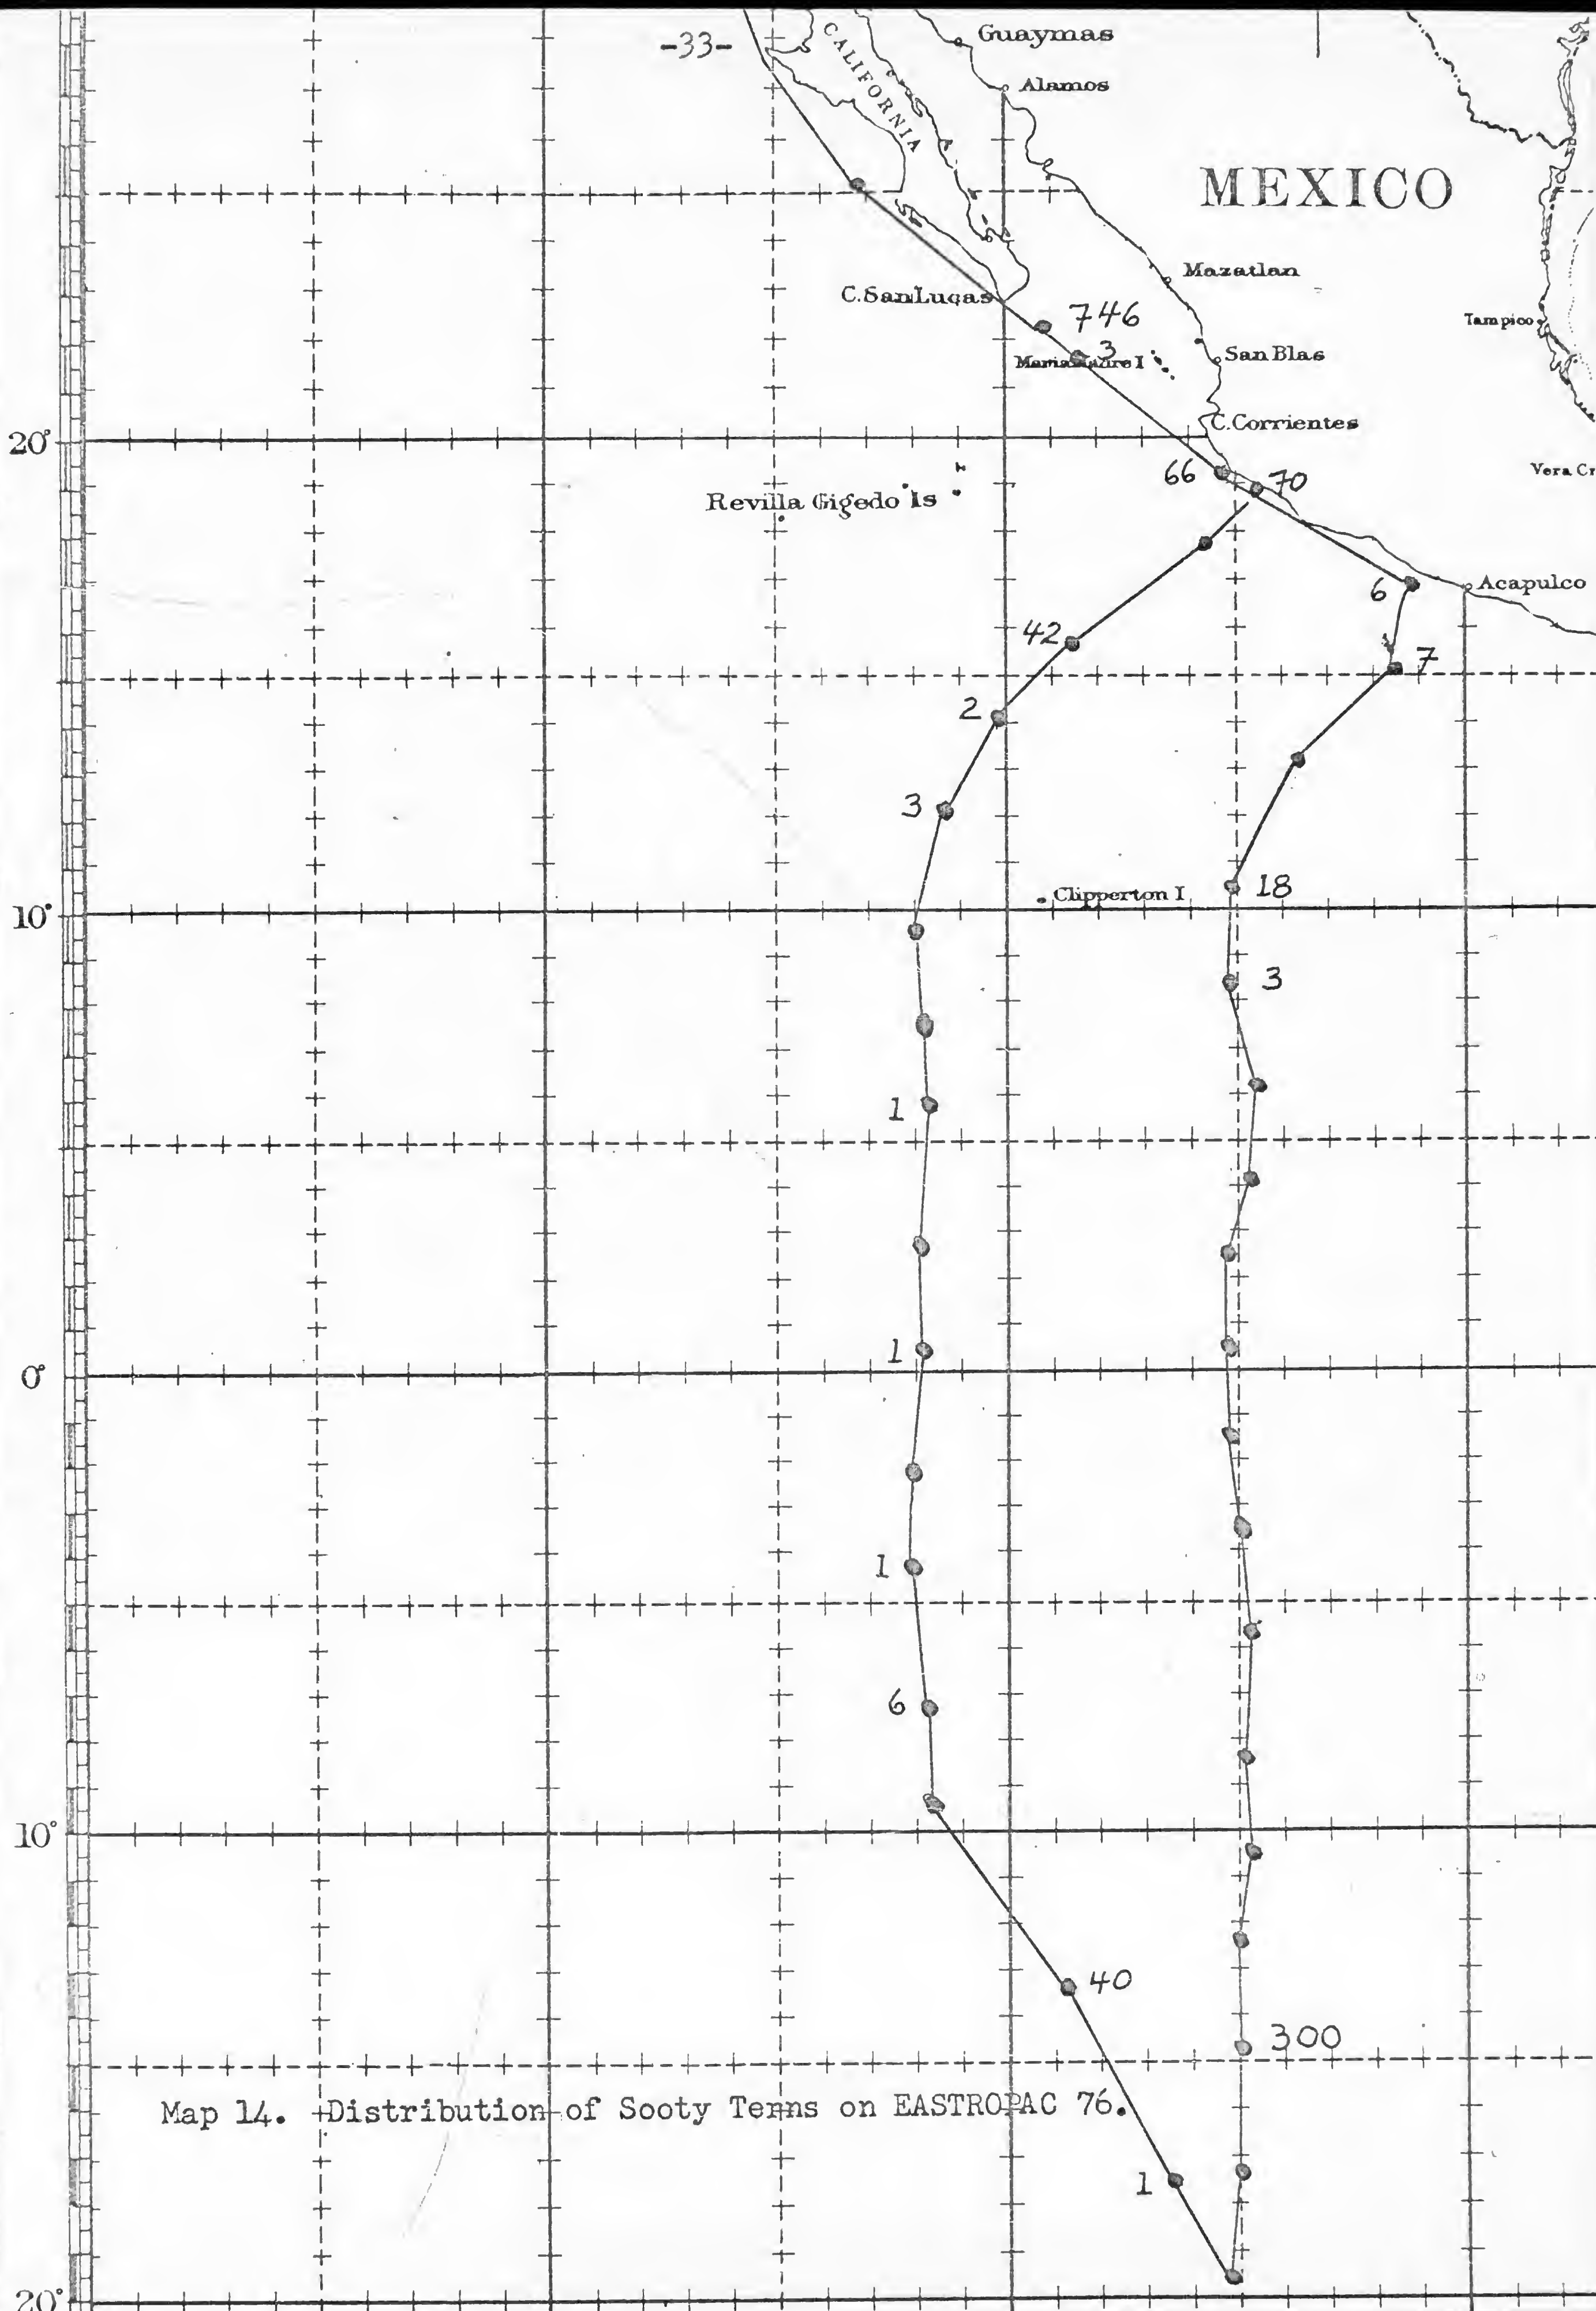 -33-
Guaymas
CALIFORNIA
Alamos
MEXICO
Mazatlan
C. San Lucas
746
Tampico
3
San Blas
20°
C. Corrientes
66
70
Vera Cr
Revilla Gigedo Is
6
Acapulco
42
7
2
3
10°
Clipperton I
18
3
1
0°
1
1
6
10°
40
300
Map 14. Distribution of Sooty Terns on EASTROPAC 76.
1
20°